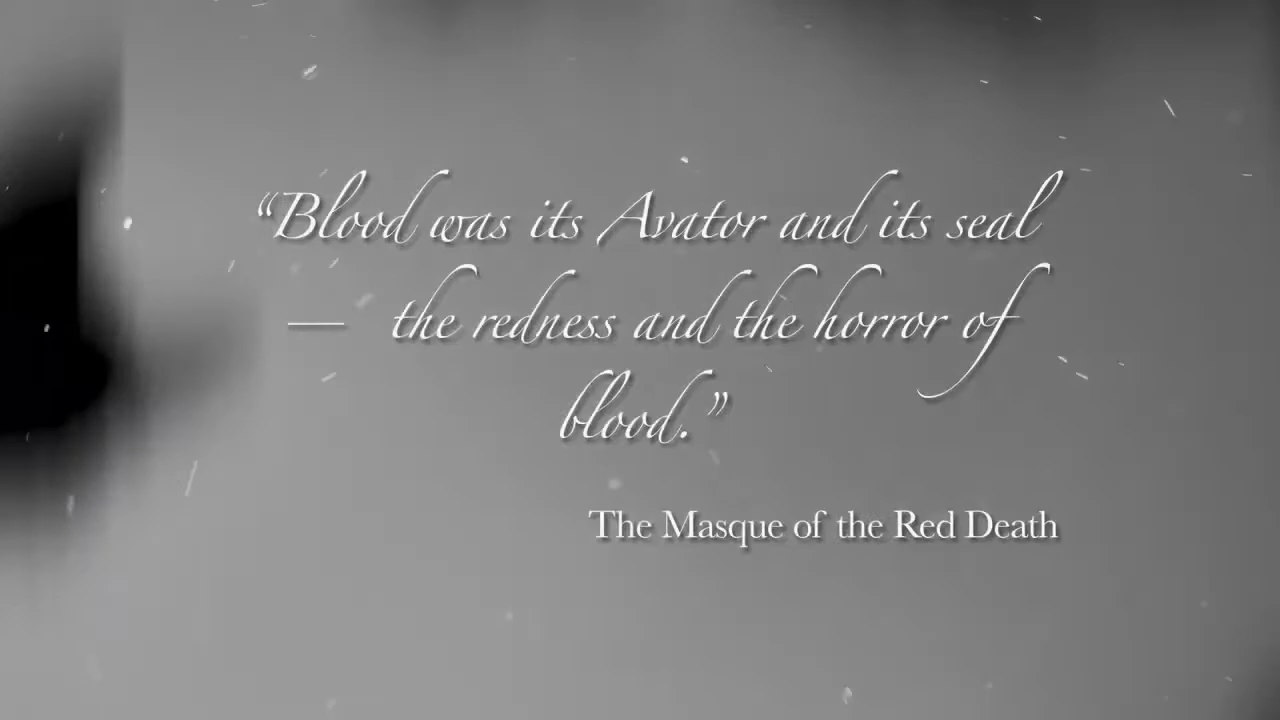 “Blood was its Avator and its seal
— the redness and the horror of
blood.”
The Masque of the Red Death